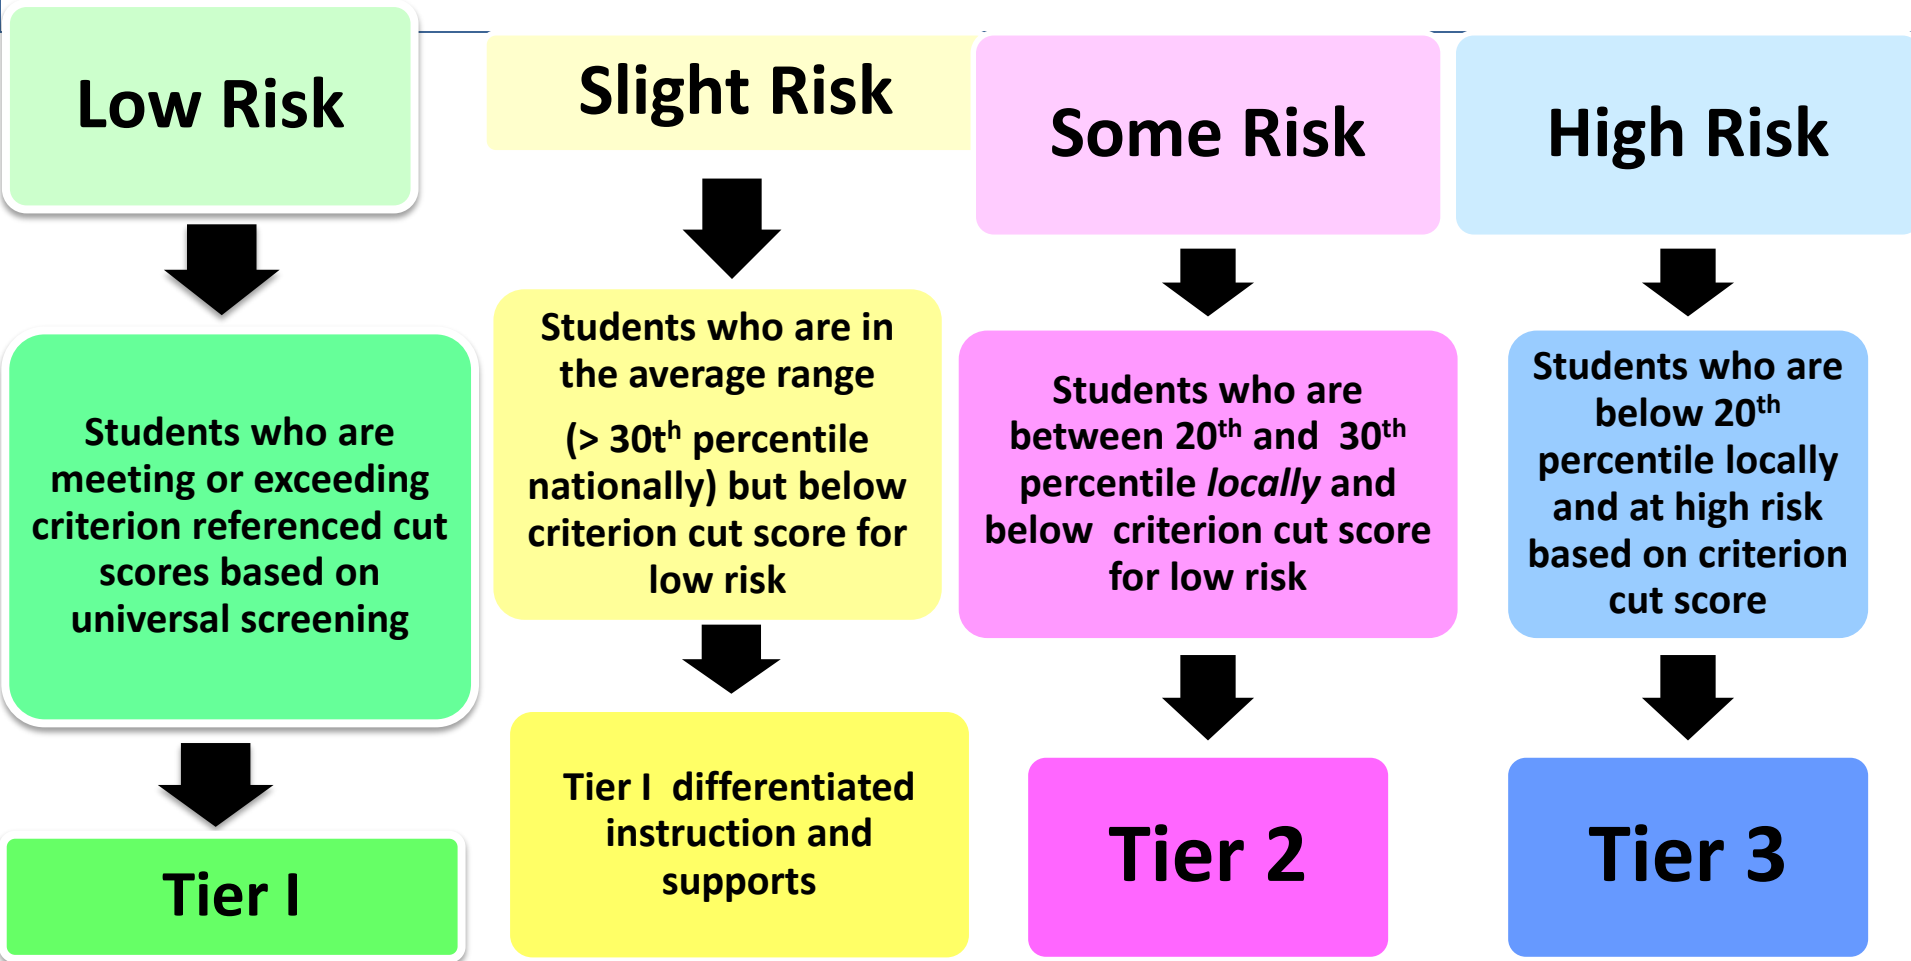 Low Risk
Students who are
meeting or exceeding
criterion referenced cut
scores based on
universal screening
Tier I
Slight Risk
Students who are in
the average range
(> 30th percentile
nationally) but below
criterion cut score for
low risk
Tier I  differentiated
instruction and
supports
Some Risk
Students who are
between 20th and  30th
percentile locally and
below  criterion cut score
for low risk
Tier 2
High Risk
Students who are
below 20th
percentile locally
and at high risk
based on criterion
cut score
Tier 3